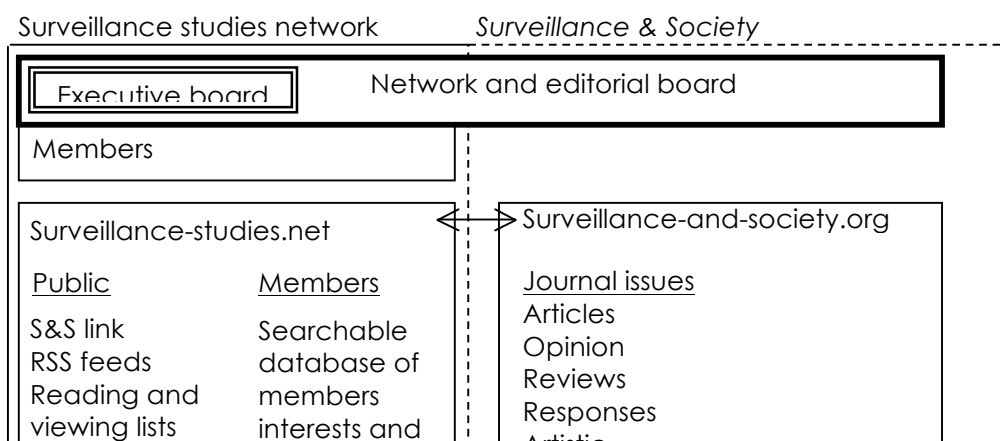 Surveillance studies network
Surveillance & Society
Executive board
Network and editorial board
Members
Surveillance-studies.net
Public
S&S link
RSS feeds
Reading and
viewing lists
Members
Searchable
database of
members
interests and
Surveillance-and-society.org
Journal issues
Articles
Opinion
Reviews
Responses
Artistic